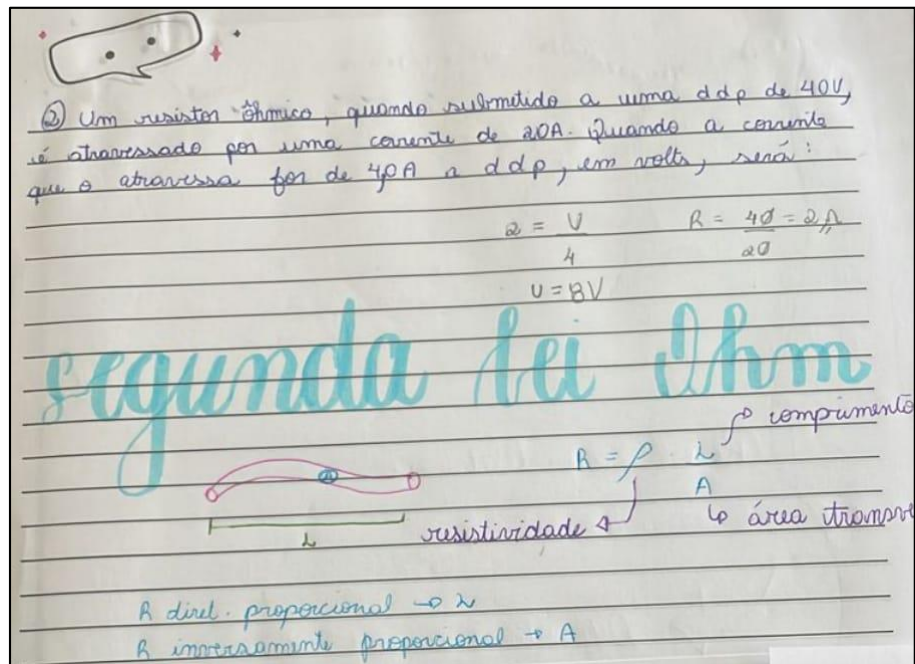 ② Um resistor ôhmico, quando submetido a uma ddp de 40V,
é atravessado por uma corrente de 20A. Quando a corrente
que o atravessa for de 4,0A a ddp, em volts, será:
2 = U/4 R = 40/20 = 2Ω
U = 8V
segunda lei Ohm
comprimento
R = ρ . L/A
resistividade área transve
L
R diret. proporcional → L
R inversamente proporcional → A